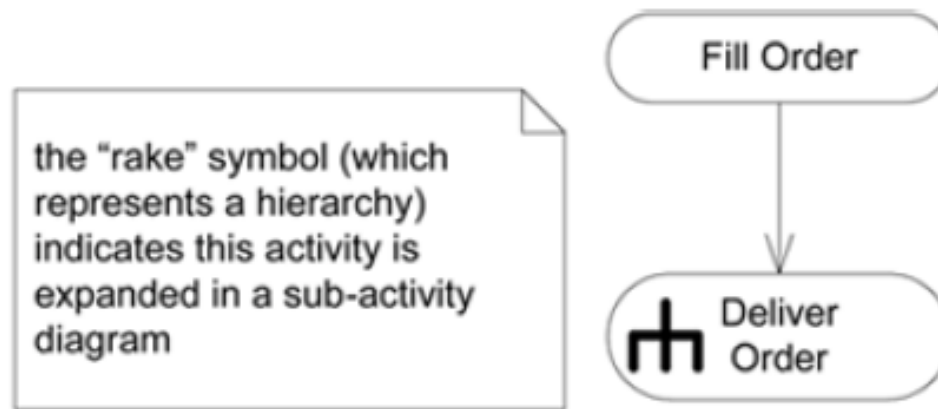 Fill Order
the “rake” symbol (which
represents a hierarchy)
indicates this activity is
expanded in a sub-activity
diagram
Deliver
Order